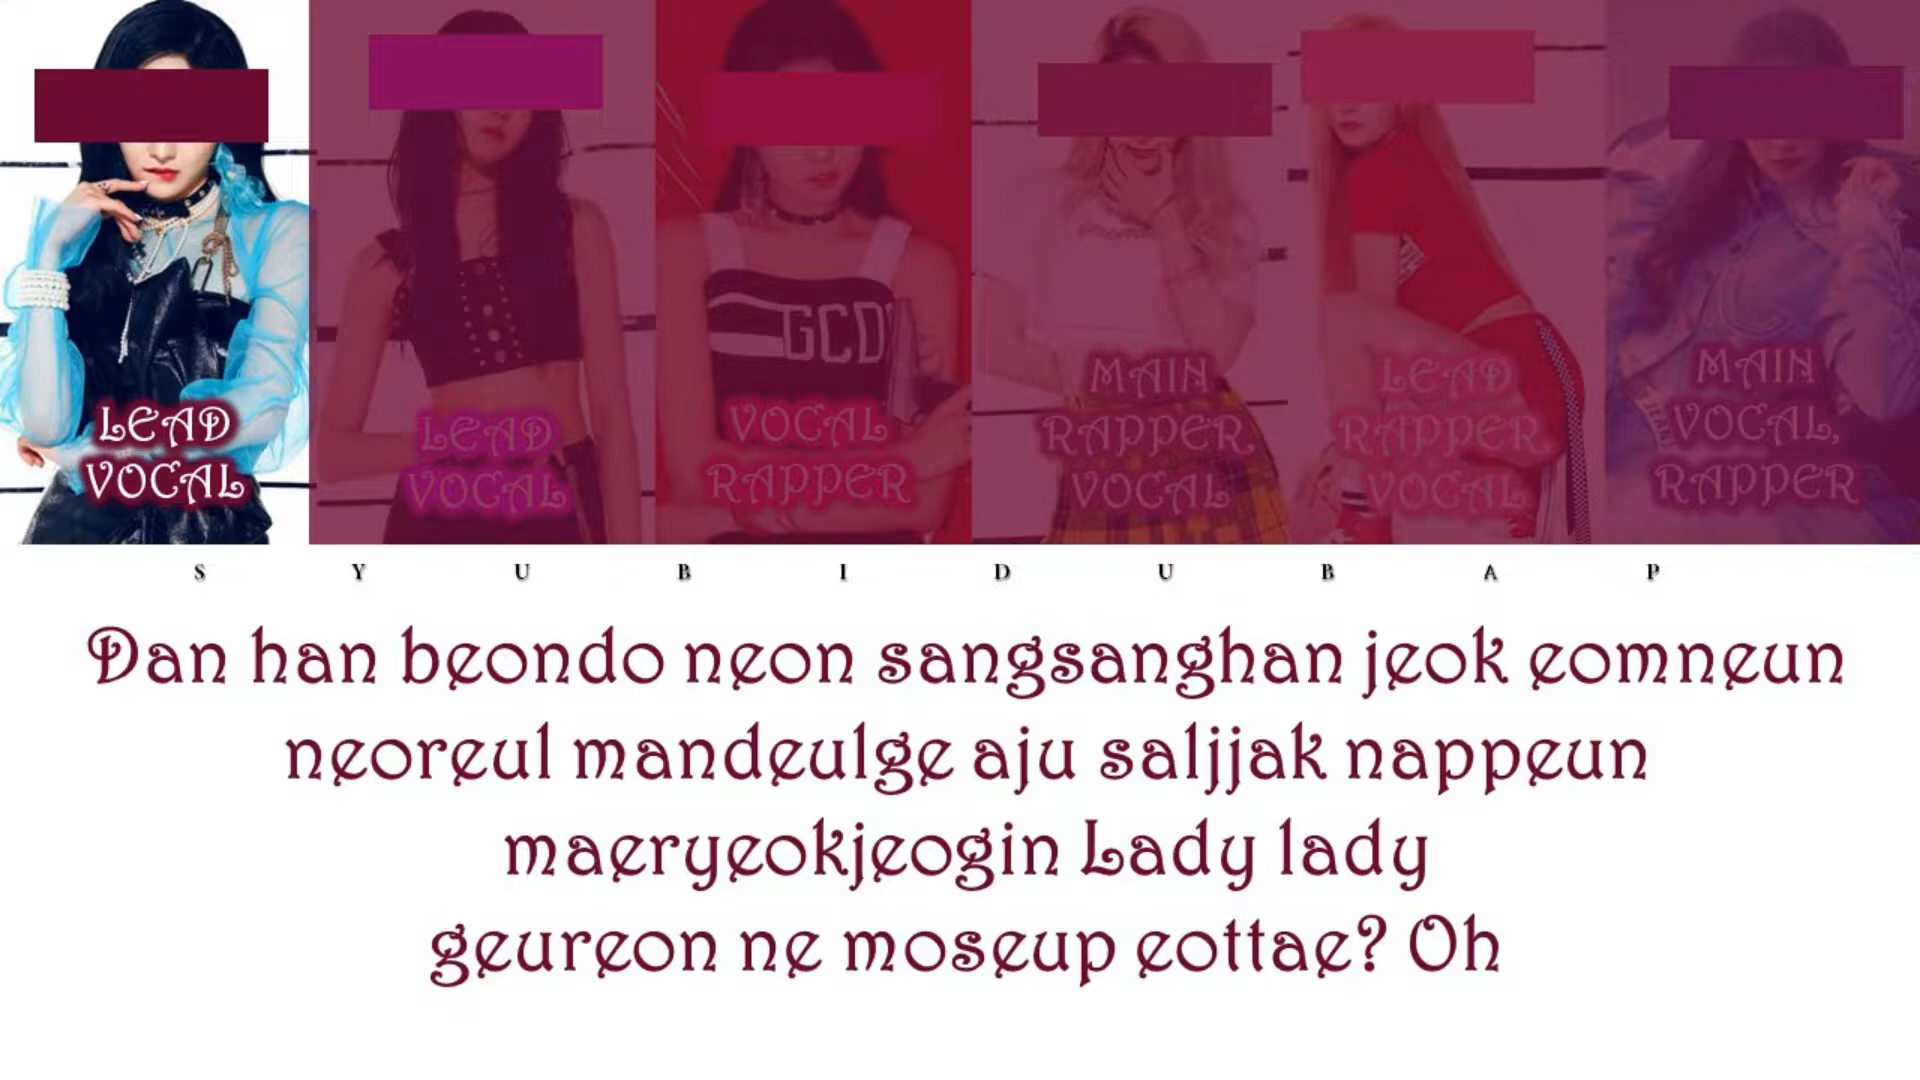 GCD
LEAD
VOCAL
LEAD
VOCAL
VOCAL
RAPPER
MAIN
RAPPER,
VOCAL
LEAD
RAPPER,
VOCAL
MAIN
VOCAL,
RAPPER
S Y U B I D U B A P
Dan han beondo neon sangsanghan jeok eomneun
neoreul mandeulge aju saljjak nappeun
maeryeokjeogin Lady lady
geureon ne moseup eottae? Oh